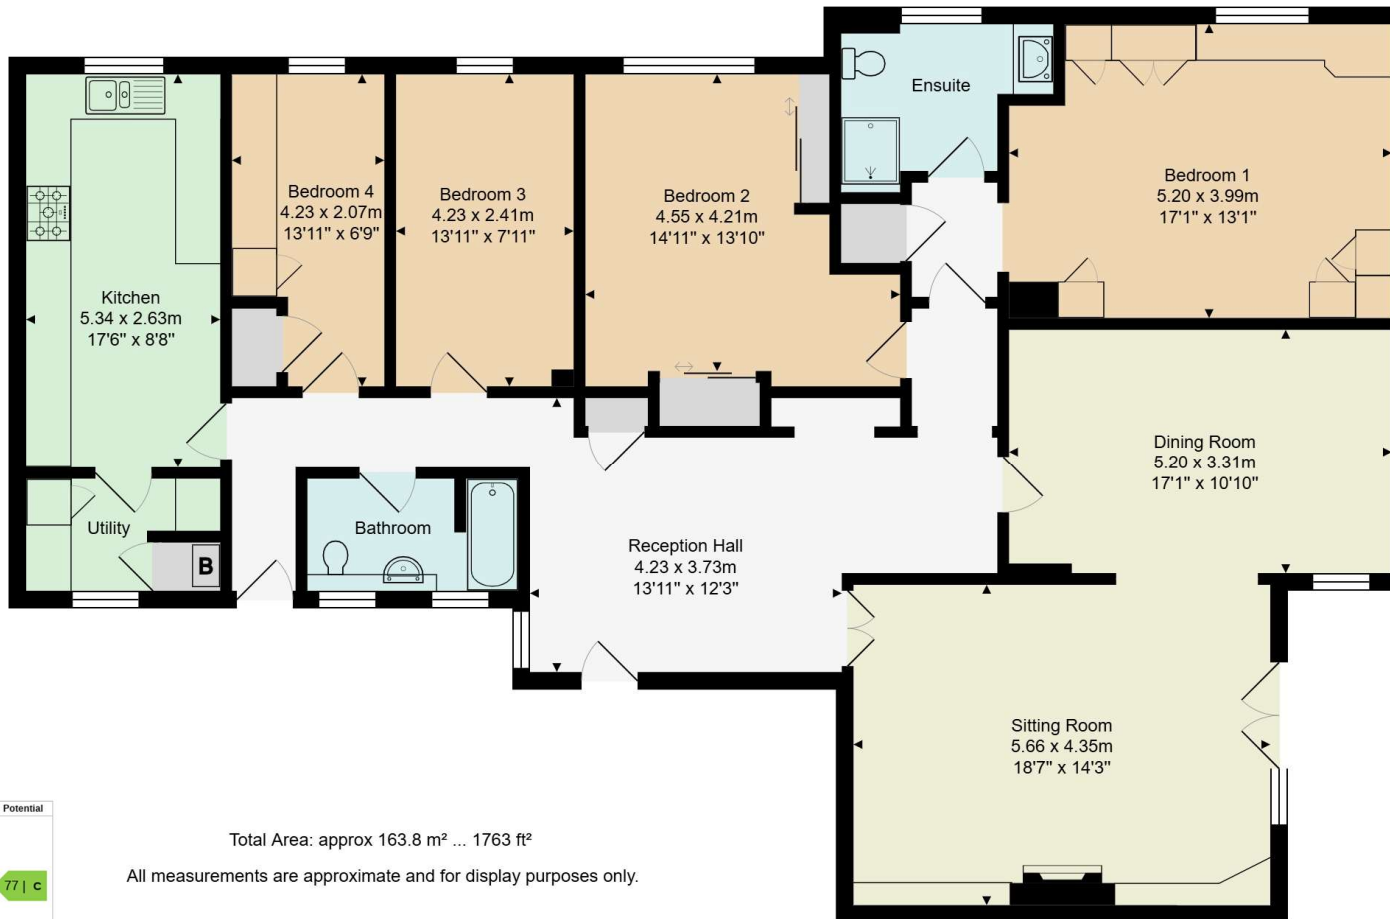 Ensuite
Bedroom 1
5.20 x 3.99m
17'1" x 13'1"
Bedroom 4
4.23 x 2.07m
13'11" x 6'9"
Bedroom 3
4.23 x 2.41m
13'11" x 7'11"
Bedroom 2
4.55 x 4.21m
14'11" x 13'10"
Kitchen
5.34 x 2.63m
17'6" x 8'8"
Dining Room
5.20 x 3.31m
17'1" x 10'10"
Utility
B
Bathroom
Reception Hall
4.23 x 3.73m
13'11" x 12'3"
Sitting Room
5.66 x 4.35m
18'7" x 14'3"
Potential
77 | C
Total Area: approx 163.8 m² ... 1763 ft²
All measurements are approximate and for display purposes only.